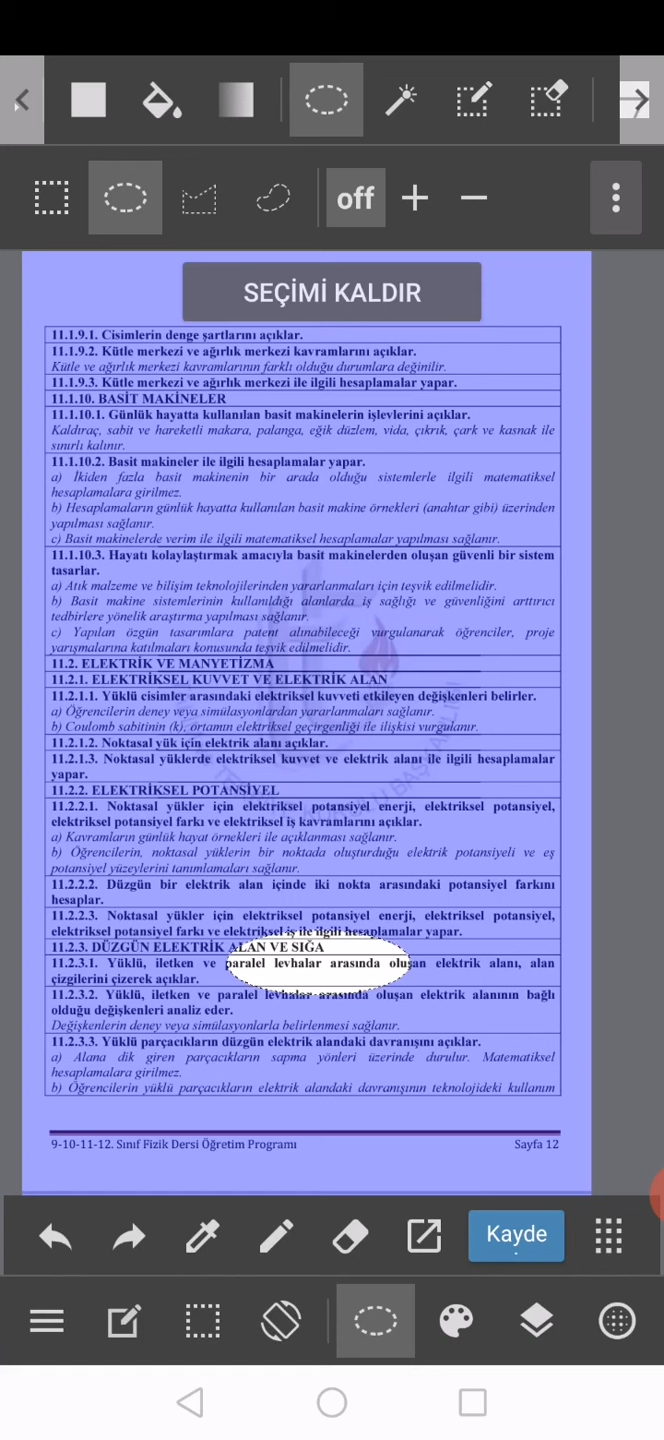 off
SEÇİMİ KALDIR
11.1.9.1. Cisimlerin denge şartlarını açıklar.
11.1.9.2. Kütle merkezi ve ağırlık merkezi kavramlarını açıklar.
Kütle ve ağırlık merkezi kavramlarının farklı olduğu durumlara değinilir.
11.1.9.3. Kütle merkezi ve ağırlık merkezi ile ilgili hesaplamalar yapar.
11.1.10. BASİT MAKİNELER
11.1.10.1. Günlük hayatta kullanılan basit makinelerin işlevlerini açıklar.
Kaldıraç, sabit ve hareketli makara, palanga, eğik düzlem, vida, çıkrık, çark ve kasnak ile
sınırlı kalınır.
11.1.10.2. Basit makineler ile ilgili hesaplamalar yapar.
a) İkiden fazla basit makinenin bir arada olduğu sistemlerle ilgili matematiksel
hesaplamalara girilmez.
b) Hesaplamaların günlük hayatta kullanılan basit makine örnekleri (anahtar gibi) üzerinden
yapılması sağlanır.
c) Basit makinelerde verim ile ilgili matematiksel hesaplamalar yapılması sağlanır.
11.1.10.3. Hayatı kolaylaştırmak amacıyla basit makinelerden oluşan güvenli bir sistem
tasarlar.
a) Atık malzeme ve bilişim teknolojilerinden yararlanmaları için teşvik edilmelidir.
b) Basit makine sistemlerinin kullanıldığı alanlarda iş sağlığı ve güvenliğini arttırıcı
tedbirlere yönelik araştırma yapılması sağlanır.
c) Yapılan özgün tasarımlara patent alınabileceği vurgulanarak öğrenciler, proje
yarışmalarına katılmaları konusunda teşvik edilmelidir.
11.2. ELEKTRİK VE MANYETİZMA
11.2.1. ELEKTRİKSEL KUVVET VE ELEKTRİK ALAN
11.2.1.1. Yüklü cisimler arasındaki elektriksel kuvveti etkileyen değişkenleri belirler.
a) Öğrencilerin deney veya simülasyonlardan yararlanmaları sağlanır.
b) Coulomb sabitinin (k), ortamın elektriksel geçirgenliği ile ilişkisi vurgulanır.
11.2.1.2. Noktasal yük için elektrik alanı açıklar.
11.2.1.3. Noktasal yüklerde elektriksel kuvvet ve elektrik alanı ile ilgili hesaplamalar
yapar.
11.2.2. ELEKTRİKSEL POTANSİYEL
11.2.2.1. Noktasal yükler için elektriksel potansiyel enerji, elektriksel potansiyel,
elektriksel potansiyel farkı ve elektriksel iş kavramlarını açıklar.
a) Kavramların günlük hayat örnekleri ile açıklanması sağlanır.
b) Öğrencilerin, noktasal yüklerin bir noktada oluşturduğu elektrik potansiyeli ve eş
potansiyel yüzeylerini tanımlamaları sağlanır.
11.2.2.2. Düzgün bir elektrik alan içinde iki nokta arasındaki potansiyel farkını
hesaplar.
11.2.2.3. Noktasal yükler için elektriksel potansiyel enerji, elektriksel potansiyel,
elektriksel potansiyel farkı ve elektriksel iş ile ilgili hesaplamalar yapar.
11.2.3. DÜZGÜN ELEKTRİK ALAN VE SIĞA
11.2.3.1. Yüklü, iletken ve paralel levhalar arasında oluşan elektrik alanı, alan
çizgilerini çizerek açıklar.
11.2.3.2. Yüklü, iletken ve paralel levhalar arasında oluşan elektrik alanının bağlı
olduğu değişkenleri analiz eder.
Değişkenlerin deney veya simülasyonlarla belirlenmesi sağlanır.
11.2.3.3. Yüklü parçacıkların düzgün elektrik alandaki davranışını açıklar.
a) Alana dik giren parçacıkların sapma yönleri üzerinde durulur. Matematiksel
hesaplamalara girilmez.
b) Öğrencilerin yüklü parçacıkların elektrik alandaki davranışının teknolojideki kullanım
9-10-11-12. Sınıf Fizik Dersi Öğretim Programı Sayfa 12
Kayde